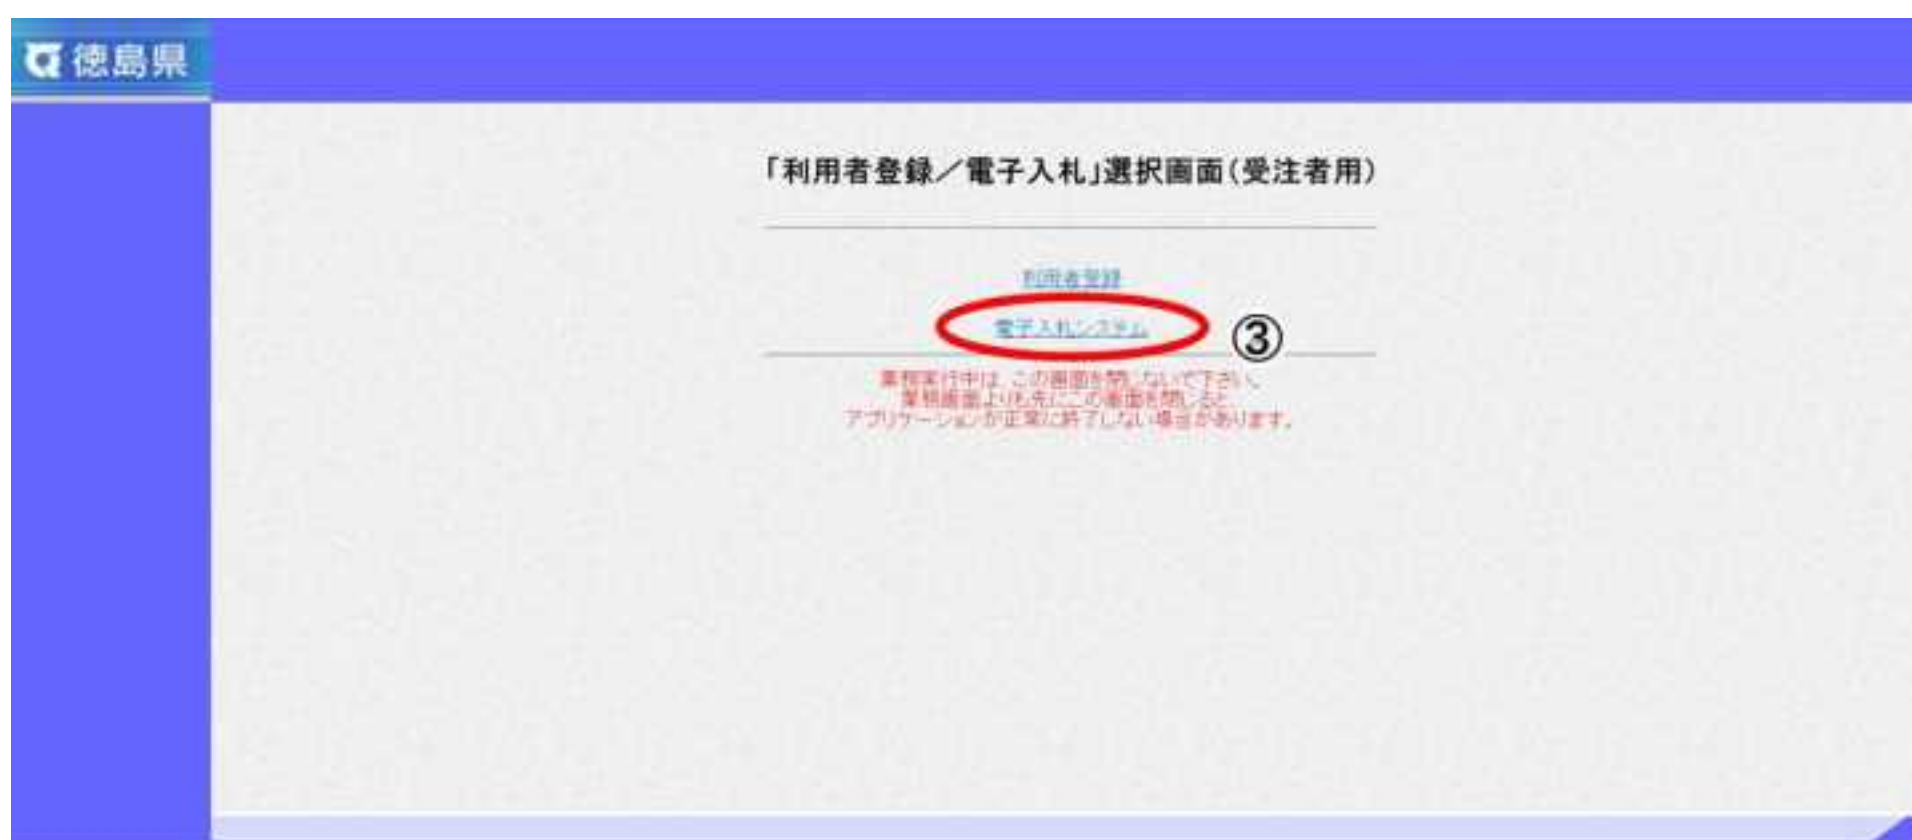 徳島県
「利用者登録／電子入札」選択画面(受注者用)
利用者登録
電子入札システム
③
業務実行中は、この画面を閉じないで下さい。
業務画面よりも先にこの画面を閉じると
アプリケーションが正常に終了しない場合があります。